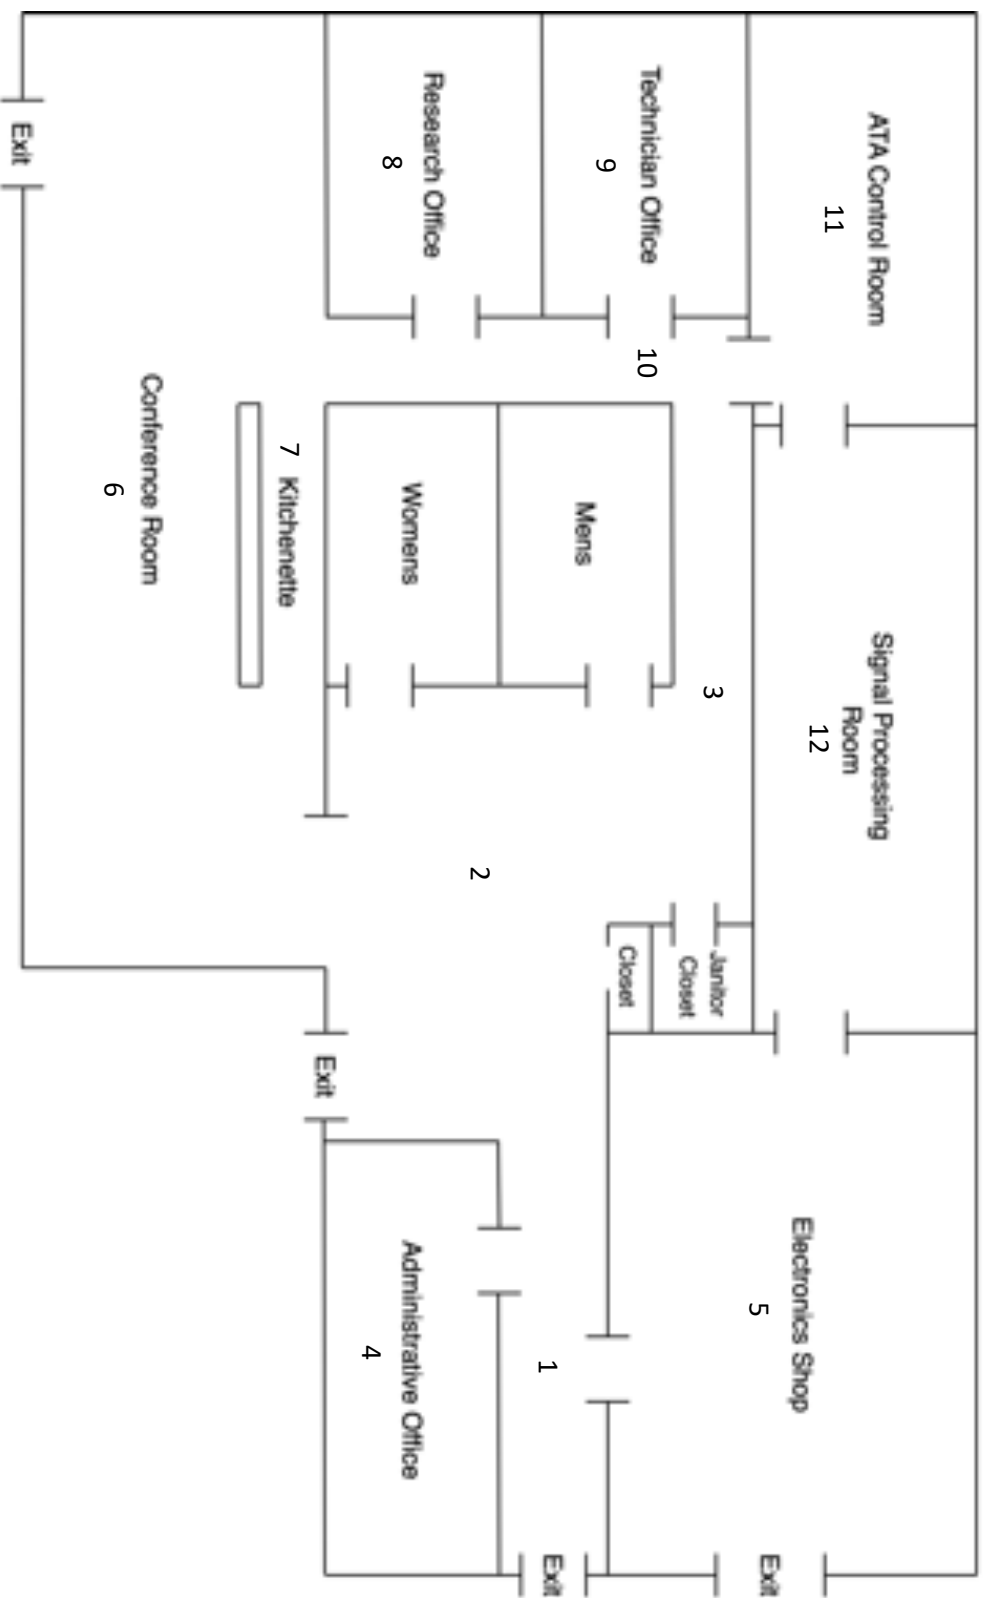 ATA Control Room
11
Signal Processing
Room
12
Electronics Shop
5
Exit
Technician Office
9
10
3
Janitor
Closet
Closet
Mens
Research Office
8
Womens
2
1
Exit
Administrative Office
4
Exit
7 Kitchenette
Conference Room
6
Exit